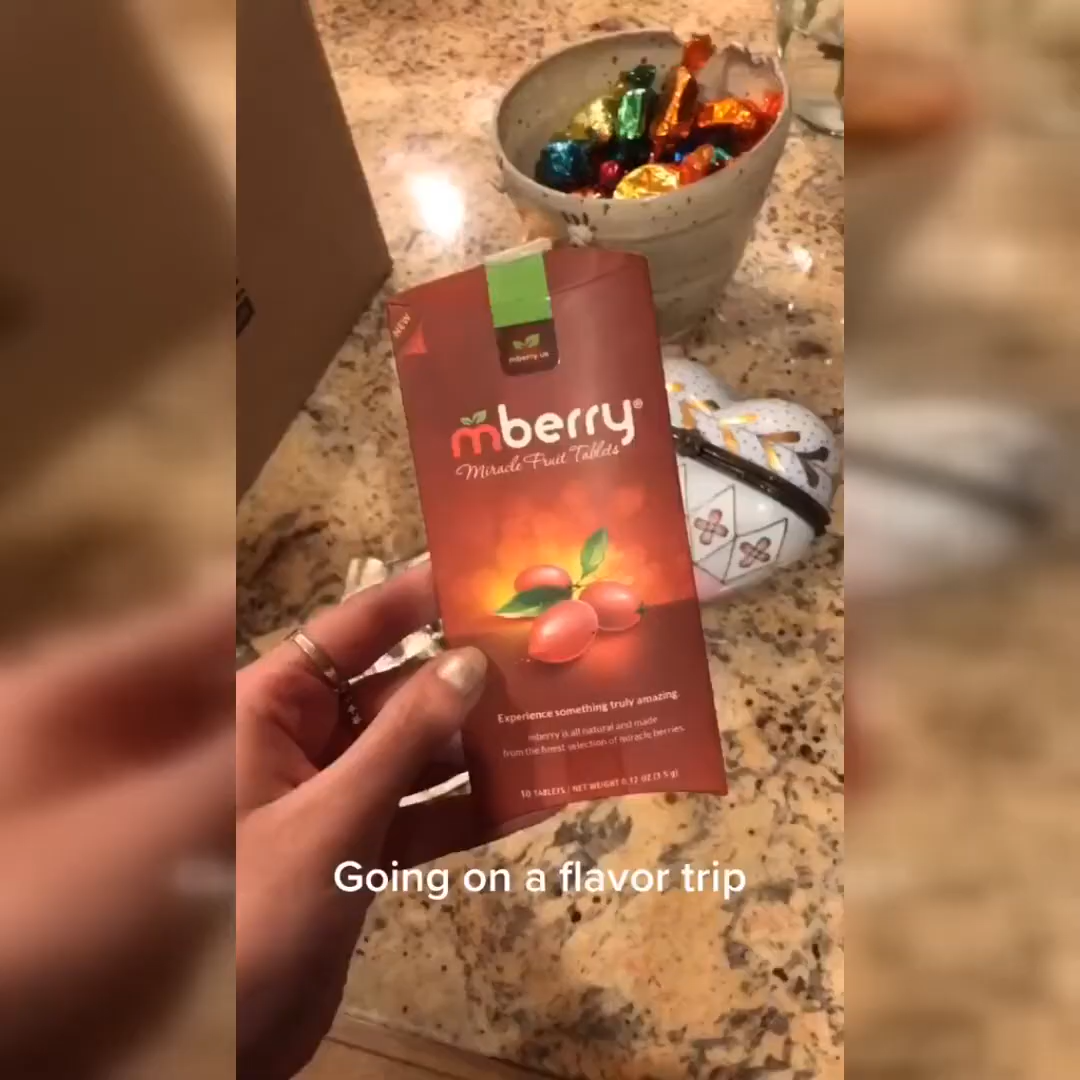 NEW
mberry us
mberry®
Miracle Fruit Tablets
Experience something truly amazing.
mberry is all natural and made
from the finest selection of miracle berries.
10 TABLETS / NET WEIGHT 0.12 OZ (3.5 g)
Going on a flavor trip